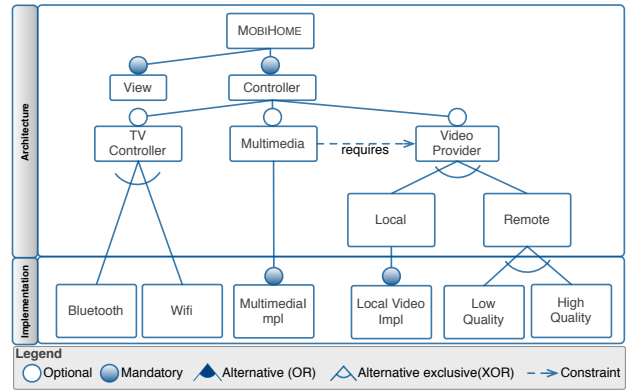 MOBIHOME
View
Controller
TV
Controller
Multimedia
requires
Video
Provider
Local
Remote
Architecture
Bluetooth
Wifi
MultimediaI
mpl
Local Video
Impl
Low
Quality
High
Quality
Implementation
Legend
Optional
Mandatory
Alternative (OR)
Alternative exclusive(XOR)
Constraint